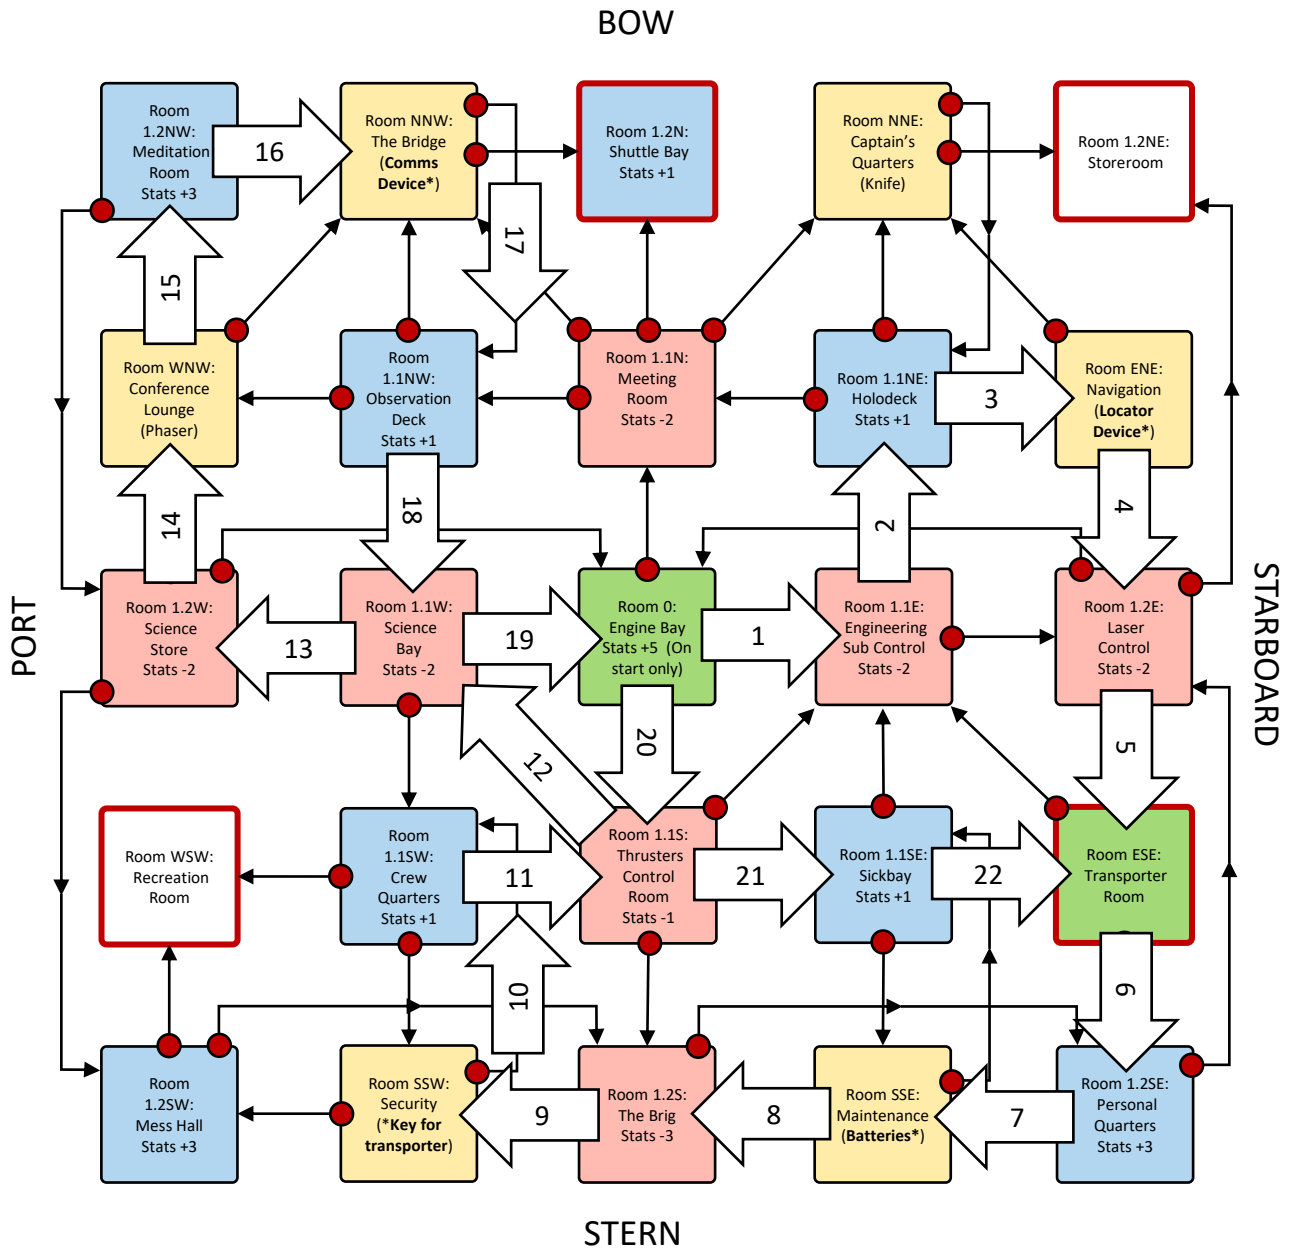 BOW
Room
1.2NW:
Meditation
Room
Stats +3
16
Room NNW:
The Bridge
(Comms
Device*)
Room 1.2N:
Shuttle Bay
Stats +1
Room NNE:
Captain's
Quarters
(Knife)
Room 1.2NE:
Storeroom
17
15
Room WNW:
Conference
Lounge
(Phaser)
Room
1.1NW:
Observation
Deck
Stats +1
Room 1.1N:
Meeting
Room
Stats -2
Room 1.1NE:
Holodeck
Stats +1
3
Room ENE:
Navigation
(Locator
Device*)
14
18
2
4
PORT
Room 1.2W:
Science
Store
Stats -2
13
Room 1.1W:
Science
Bay
Stats -2
19
Room 0:
Engine Bay
Stats +5 (On
start only)
1
Room 1.1E:
Engineering
Sub Control
Stats -2
Room 1.2E:
Laser
Control
Stats -2
STARBOARD
12
20
5
Room WSW:
Recreation
Room
Room
1.1SW:
Crew
Quarters
Stats +1
11
Room 1.1S:
Thrusters
Control
Room
Stats -1
21
Room 1.1SE:
Sickbay
Stats +1
22
Room ESE:
Transporter
Room
10
6
Room
1.2SW:
Mess Hall
Stats +3
Room SSW:
Security
(*Key for
transporter)
9
Room 1.2S:
The Brig
Stats -3
8
Room SSE:
Maintenance
(Batteries*)
7
Room 1.2SE:
Personal
Quarters
Stats +3
STERN